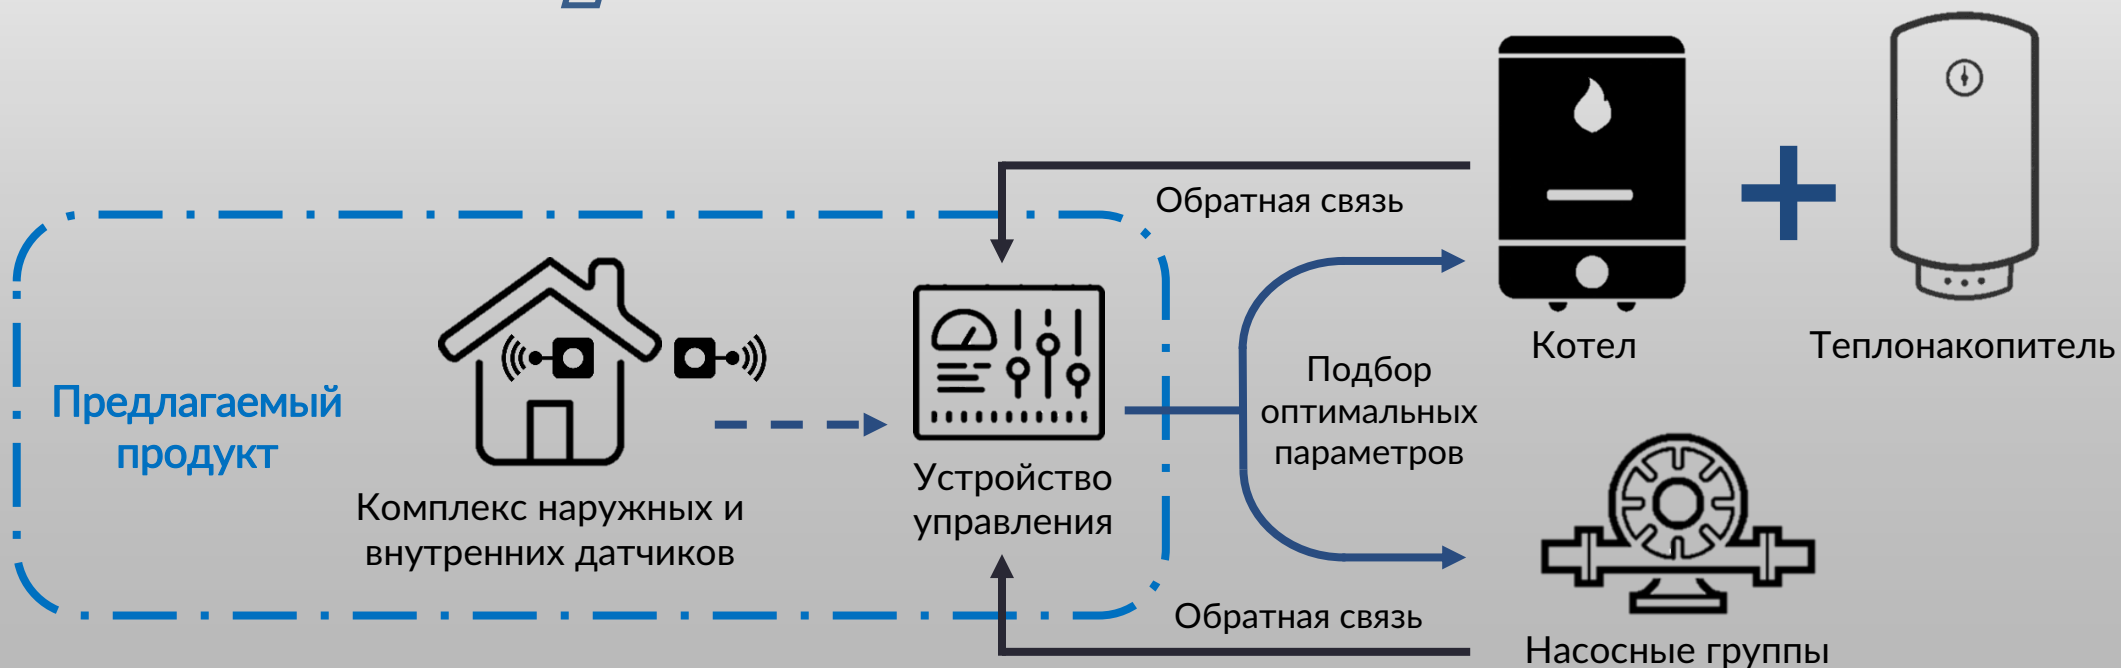 Обратная связь
Котел
Теплонакопитель
Предлагаемый
продукт
Подбор
оптимальных
параметров
Комплекс наружных и
внутренних датчиков
Устройство
управления
Обратная связь
Насосные группы